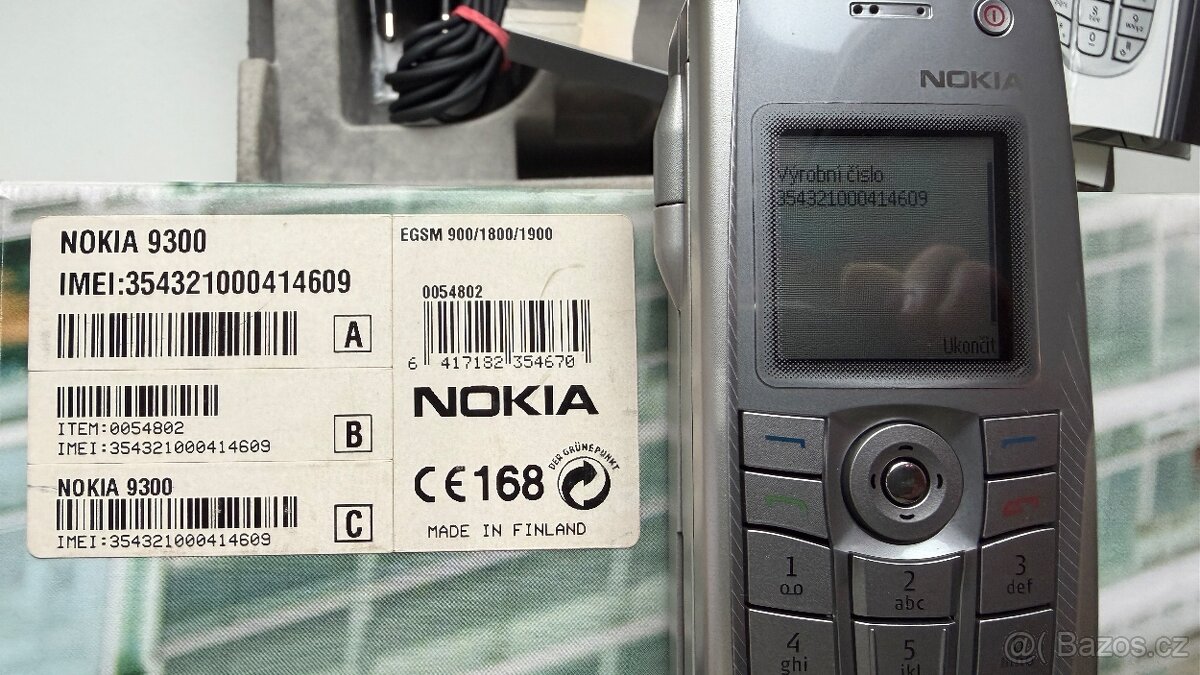 NOKIA 9300
IMEI:354321000414609
A
ITEM:0054802
IMEI:354321000414609
B
NOKIA 9300
IMEI:354321000414609
C
EGSM 900/1800/1900
0054802
6 417182 354670
NOKIA
CE168
DER GRÜNE PUNKT
MADE IN FINLAND
NOKIA
Výrobní číslo
354321000414609
Ukončit
1
2
abc
3
def
4
ghi
5
jkl
@( Bazos.cz